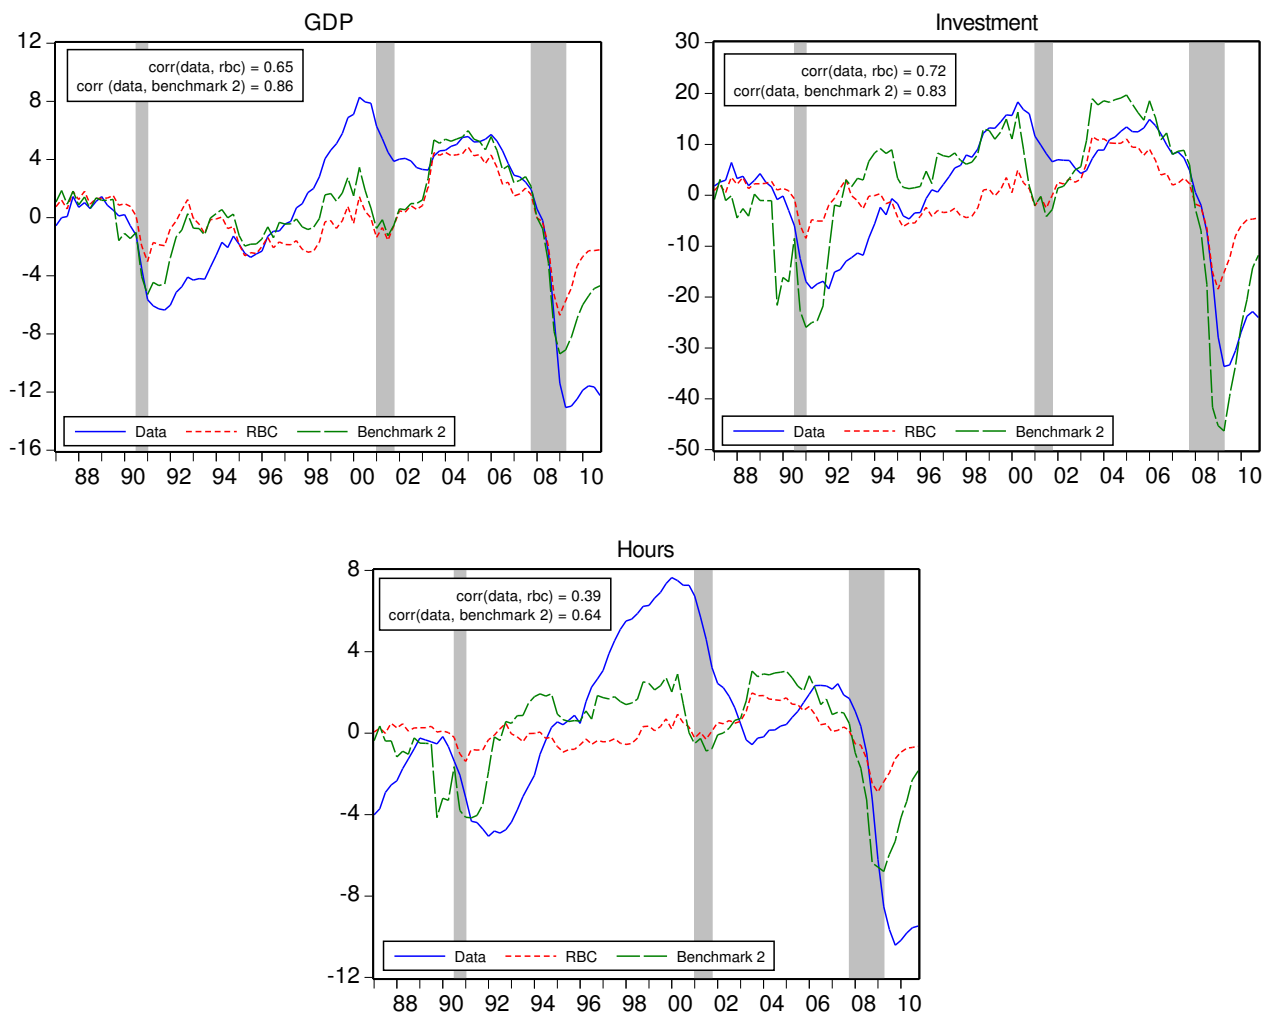 GDP
12
8
4
0
-4
-8
-12
-16
corr(data, rbc) = 0.65
corr (data, benchmark 2) = 0.86
Data RBC Benchmark 2
88 90 92 94 96 98 00 02 04 06 08 10
Investment
30
20
10
0
-10
-20
-30
-40
-50
corr(data, rbc) = 0.72
corr(data, benchmark 2) = 0.83
Data RBC Benchmark 2
88 90 92 94 96 98 00 02 04 06 08 10
Hours
8
4
0
-4
-8
-12
corr(data, rbc) = 0.39
corr(data, benchmark 2) = 0.64
Data RBC Benchmark 2
88 90 92 94 96 98 00 02 04 06 08 10